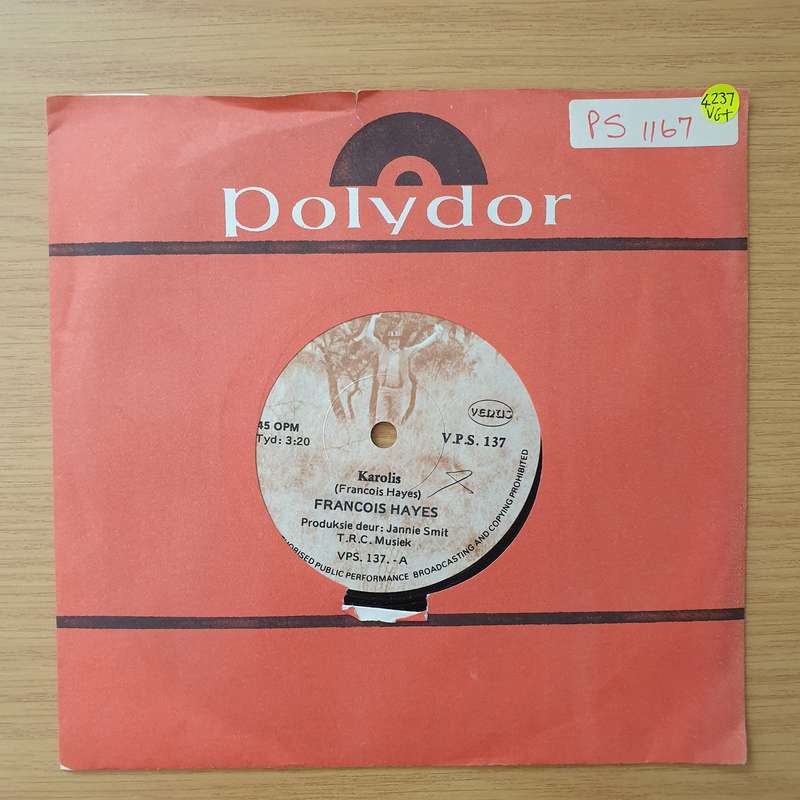 PS 1167
4237
VG+
polydor
VENUS
45 OPM
Tyd: 3:20
V.P.S. 137
Karolis
(Francois Hayes)
FRANCOIS HAYES
Produksie deur: Jannie Smit
T.R.C. Musiek
VPS. 137. - A
PUBLIC PERFORMANCE BROADCASTING AND COPYING PROHIBITED